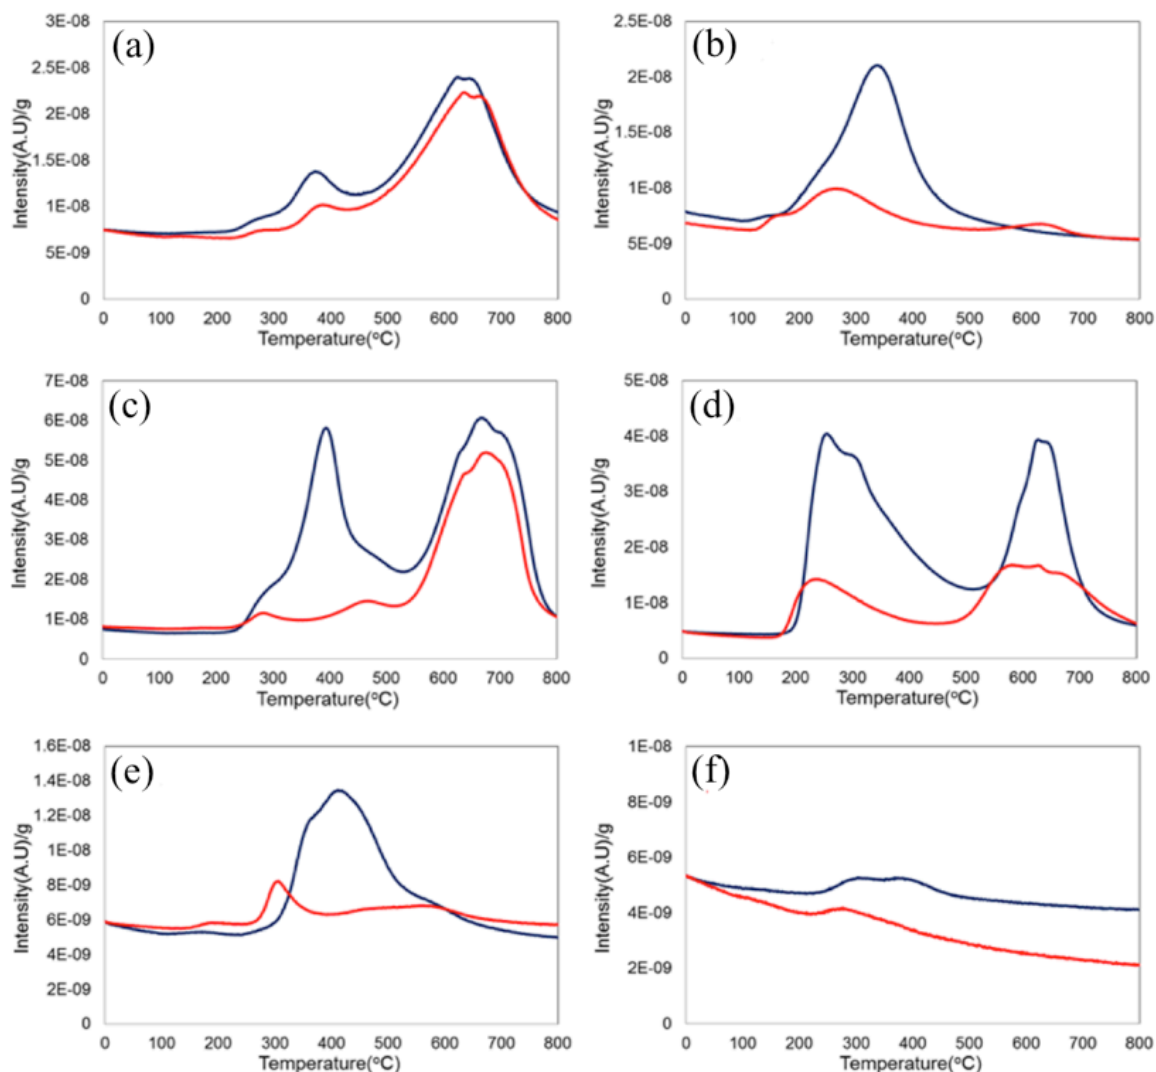 (a)
Intensity(A.U)/g
3E-08
2.5E-08
2E-08
1.5E-08
1E-08
5E-09
0
0 100 200 300 400 500 600 700 800
Temperature(°C)
(b)
Intensity(A.U)/g
2.5E-08
2E-08
1.5E-08
1E-08
5E-09
0
0 100 200 300 400 500 600 700 800
Temperature(°C)
(c)
Intensity(A.U)/g
7E-08
6E-08
5E-08
4E-08
3E-08
2E-08
1E-08
0
0 100 200 300 400 500 600 700 800
Temperature(°C)
(d)
Intensity(A.U)/g
5E-08
4E-08
3E-08
2E-08
1E-08
0
0 100 200 300 400 500 600 700 800
Temperature(°C)
(e)
Intensity(A.U)/g
1.6E-08
1.4E-08
1.2E-08
1E-08
8E-09
6E-09
4E-09
2E-09
0
0 100 200 300 400 500 600 700 800
Temperature(°C)
(f)
Intensity(A.U)/g
1E-08
8E-09
6E-09
4E-09
2E-09
0
0 100 200 300 400 500 600 700 800
Temperature(°C)